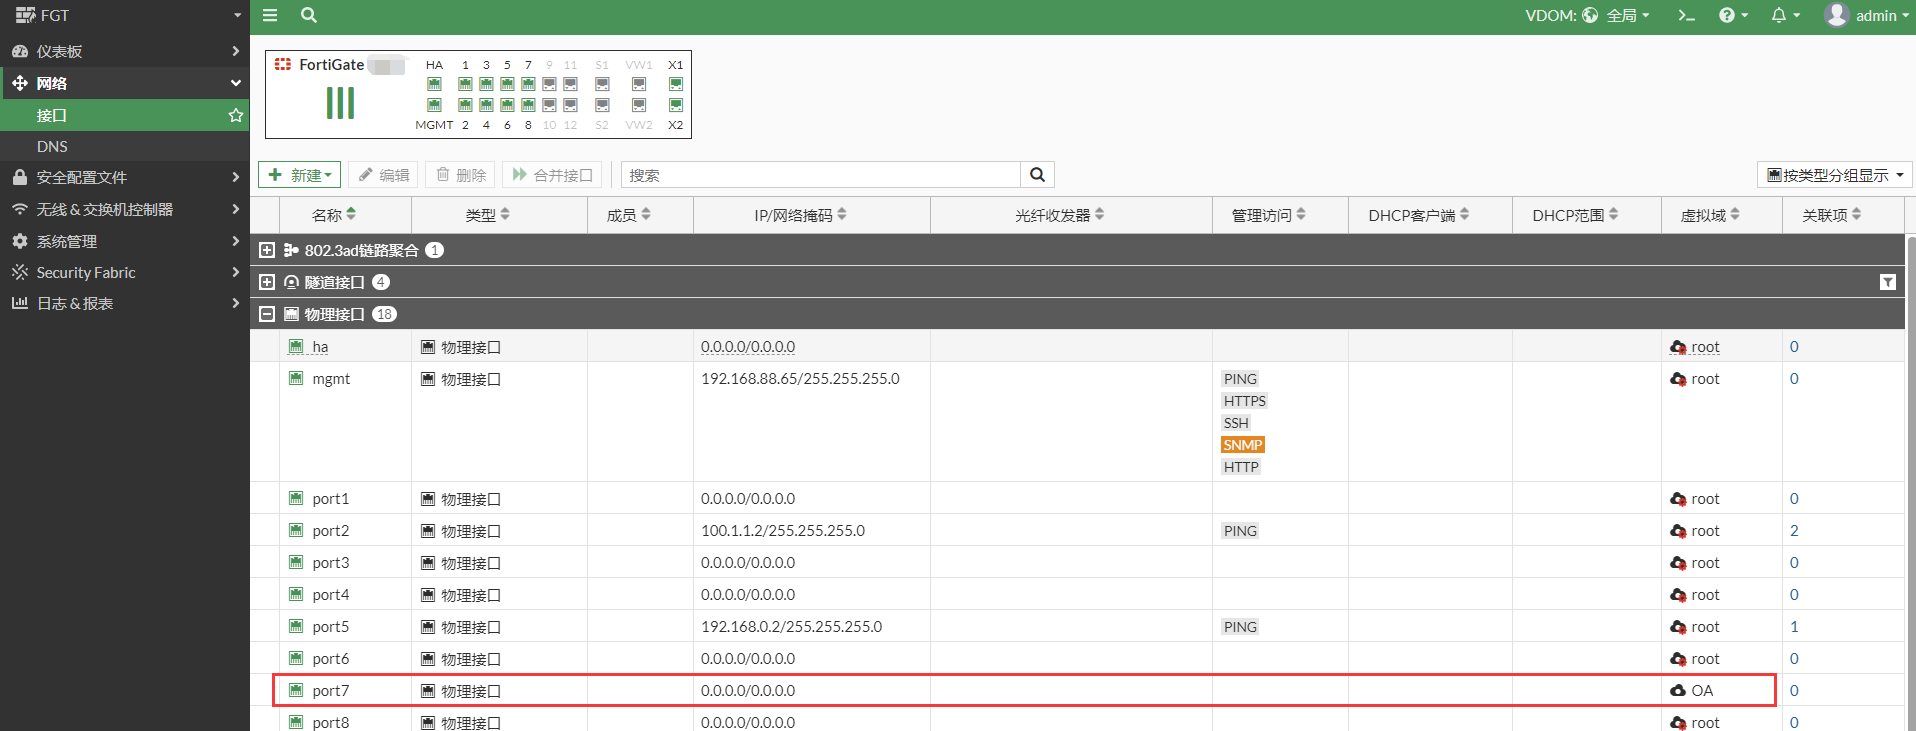 FGT
VDOM: 全局 admin
仪表板
网络
接口
DNS
安全配置文件
无线 & 交换机控制器
系统管理
Security Fabric
日志 & 报表
FortiGate
HA 1 3 5 7 9 11 S1 VW1 X1
MGMT 2 4 6 8 10 12 S2 VW2 X2
新建 编辑 删除 合并接口 搜索 按类型分组显示
名称 类型 成员 IP/网络掩码 光纤收发器 管理访问 DHCP客户端 DHCP范围 虚拟域 关联项
802.3ad链路聚合 1
隧道接口 4
物理接口 18
ha 物理接口 0.0.0.0/0.0.0.0 root 0
mgmt 物理接口 192.168.88.65/255.255.255.0 PING root 0
HTTPS
SSH
SNMP
HTTP
port1 物理接口 0.0.0.0/0.0.0.0 root 0
port2 物理接口 100.1.1.2/255.255.255.0 PING root 2
port3 物理接口 0.0.0.0/0.0.0.0 root 0
port4 物理接口 0.0.0.0/0.0.0.0 root 0
port5 物理接口 192.168.0.2/255.255.255.0 PING root 1
port6 物理接口 0.0.0.0/0.0.0.0 root 0
port7 物理接口 0.0.0.0/0.0.0.0 OA 0
port8 物理接口 0.0.0.0/0.0.0.0 root 0